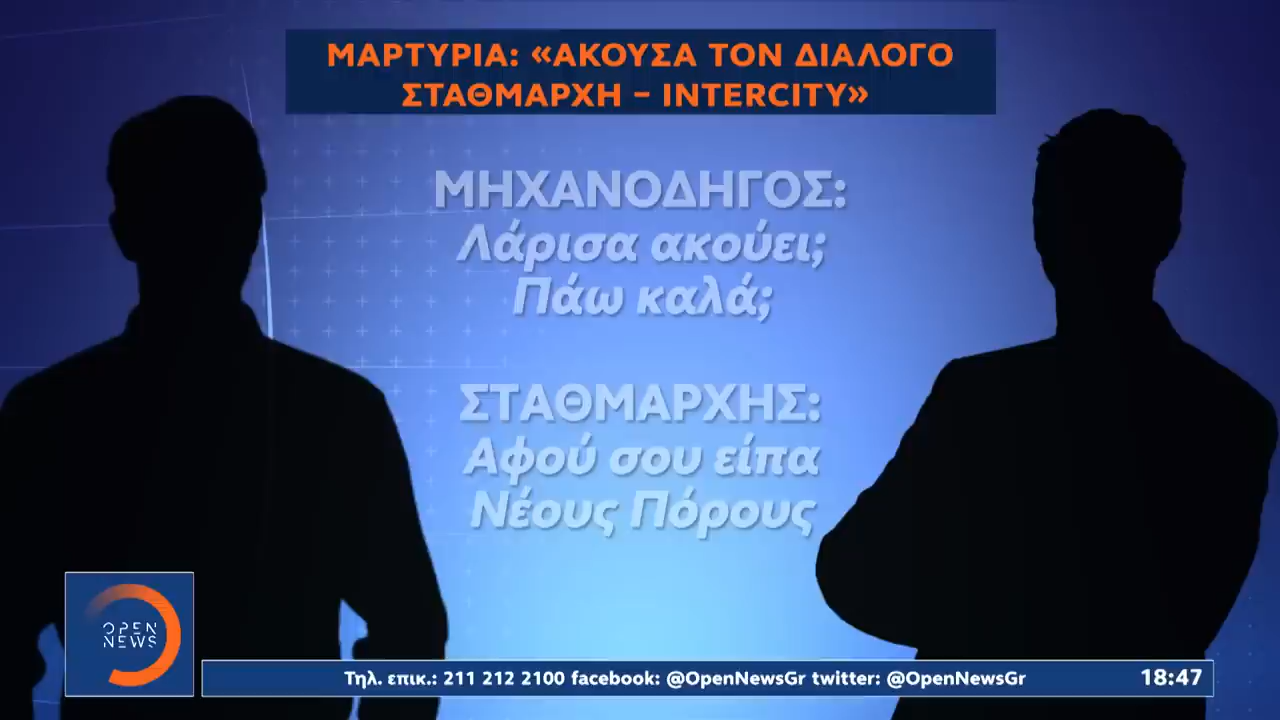 ΜΑΡΤΥΡΙΑ: «ΑΚΟΥΣΑ ΤΟΝ ΔΙΑΛΟΓΟ
ΣΤΑΘΜΑΡΧΗ – INTERCITY»
ΜΗΧΑΝΟΔΗΓΟΣ:
Λάρισα ακούει;
Πάω καλά;
ΣΤΑΘΜΑΡΧΗΣ:
Αφού σου είπα
Νέους Πόρους
OPEN
NEWS
Τηλ. επικ.: 211 212 2100 facebook: @OpenNewsGr twitter: @OpenNewsGr 18:47